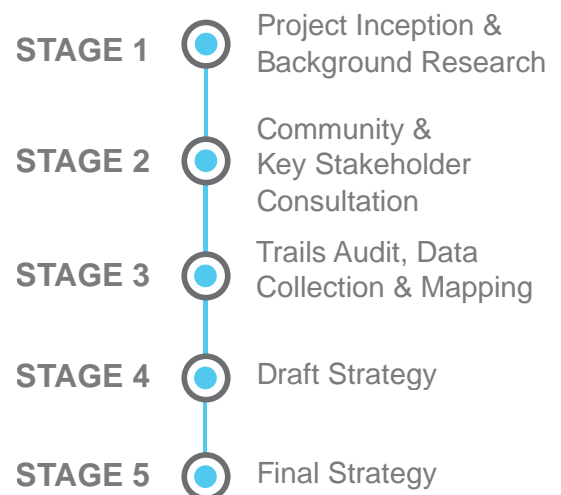 STAGE 1
Project Inception &
Background Research
STAGE 2
Community &
Key Stakeholder
Consultation
STAGE 3
Trails Audit, Data
Collection & Mapping
STAGE 4
Draft Strategy
STAGE 5
Final Strategy